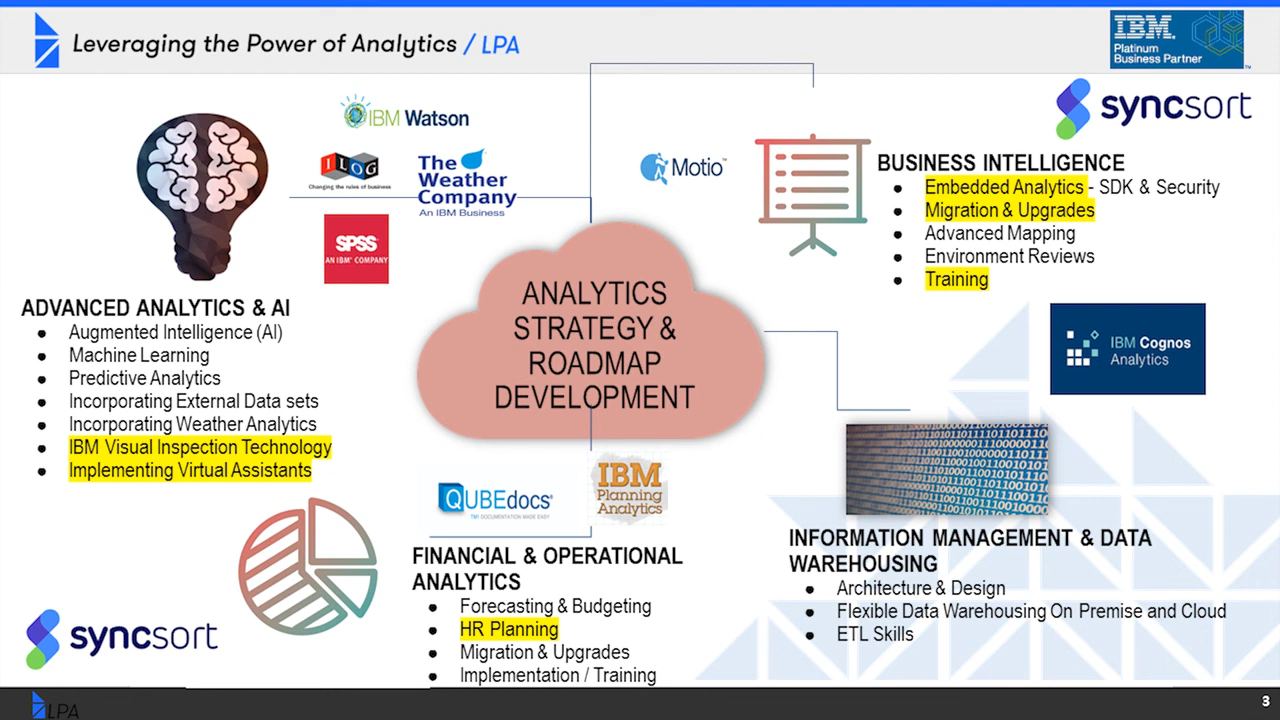 Leveraging the Power of Analytics / LPA
IBM
Platinum
Business Partner
IBM Watson
ILOG
Changing the rules of business
The
Weather
Company
An IBM Business
SPSS
AN IBM COMPANY
ADVANCED ANALYTICS & AI
● Augmented Intelligence (AI)
● Machine Learning
● Predictive Analytics
● Incorporating External Data sets
● Incorporating Weather Analytics
● IBM Visual Inspection Technology
● Implementing Virtual Assistants
Motio™
syncsort
BUSINESS INTELLIGENCE
● Embedded Analytics - SDK & Security
● Migration & Upgrades
● Advanced Mapping
● Environment Reviews
● Training
IBM Cognos
Analytics
ANALYTICS
STRATEGY &
ROADMAP
DEVELOPMENT
QUBEdocs
TM1 DOCUMENTATION MADE EASY
IBM
Planning
Analytics
FINANCIAL & OPERATIONAL
ANALYTICS
● Forecasting & Budgeting
● HR Planning
● Migration & Upgrades
● Implementation / Training
INFORMATION MANAGEMENT & DATA
WAREHOUSING
● Architecture & Design
● Flexible Data Warehousing On Premise and Cloud
● ETL Skills
syncsort
LPA
3